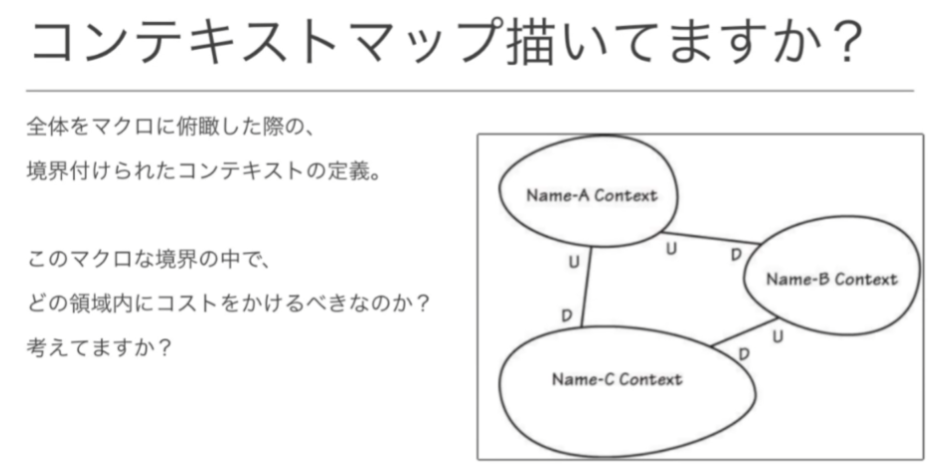 コンテキストマップ描いてますか？
全体をマクロに俯瞰した際の、
境界付けられたコンテキストの定義。
このマクロな境界の中で、
どの領域内にコストをかけるべきなのか？
考えてますか？
Name-A Context
U
D
U
Name-B Context
D
U
D
Name-C Context